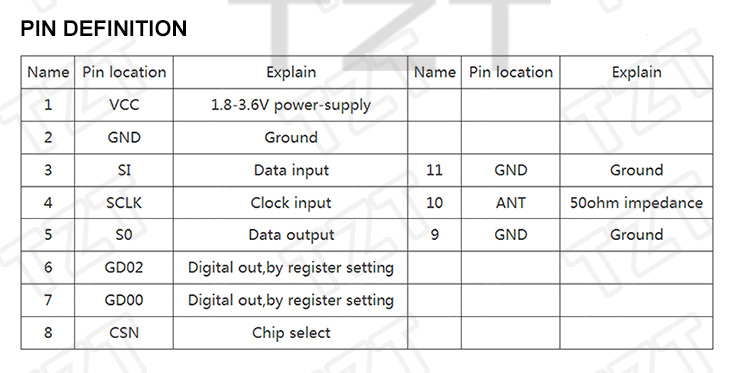 TZT
PIN DEFINITION
Name Pin location Explain Name Pin location Explain
1 VCC 1.8-3.6V power-supply
2 GND Ground
3 SI Data input 11 GND Ground
4 SCLK Clock input 10 ANT 50ohm impedance
5 S0 Data output 9 GND Ground
6 GD02 Digital out,by register setting
7 GD00 Digital out,by register setting
8 CSN Chip select